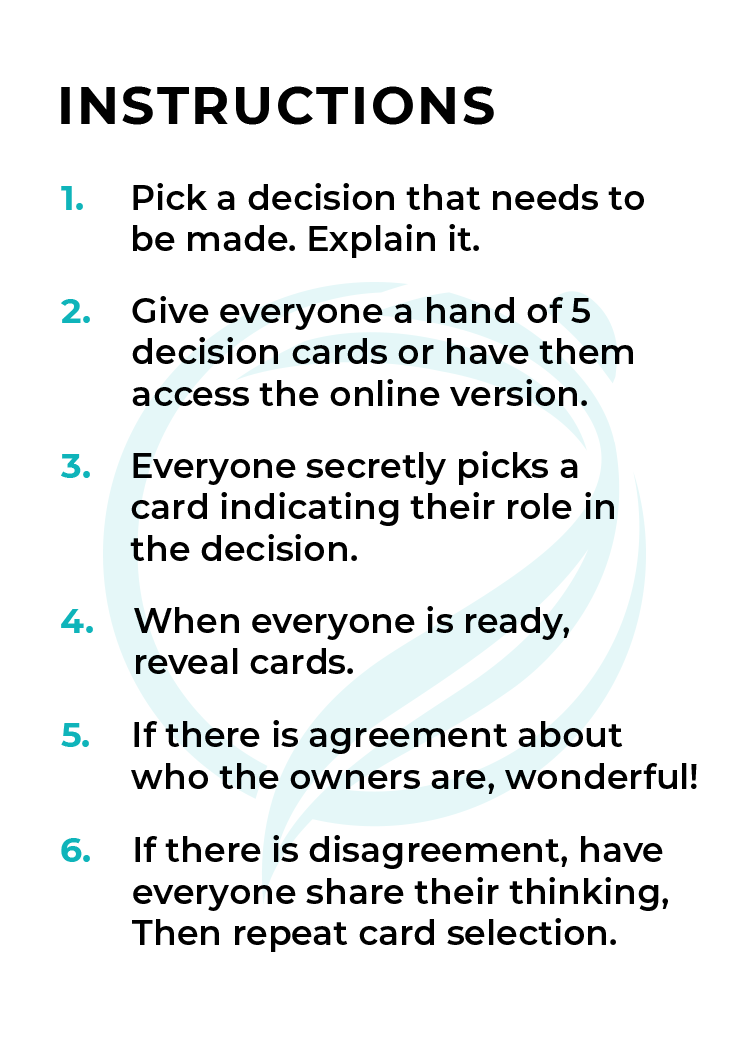 INSTRUCTIONS
1. Pick a decision that needs to
be made. Explain it.
2. Give everyone a hand of 5
decision cards or have them
access the online version.
3. Everyone secretly picks a
card indicating their role in
the decision.
4. When everyone is ready,
reveal cards.
5. If there is agreement about
who the owners are, wonderful!
6. If there is disagreement, have
everyone share their thinking,
Then repeat card selection.